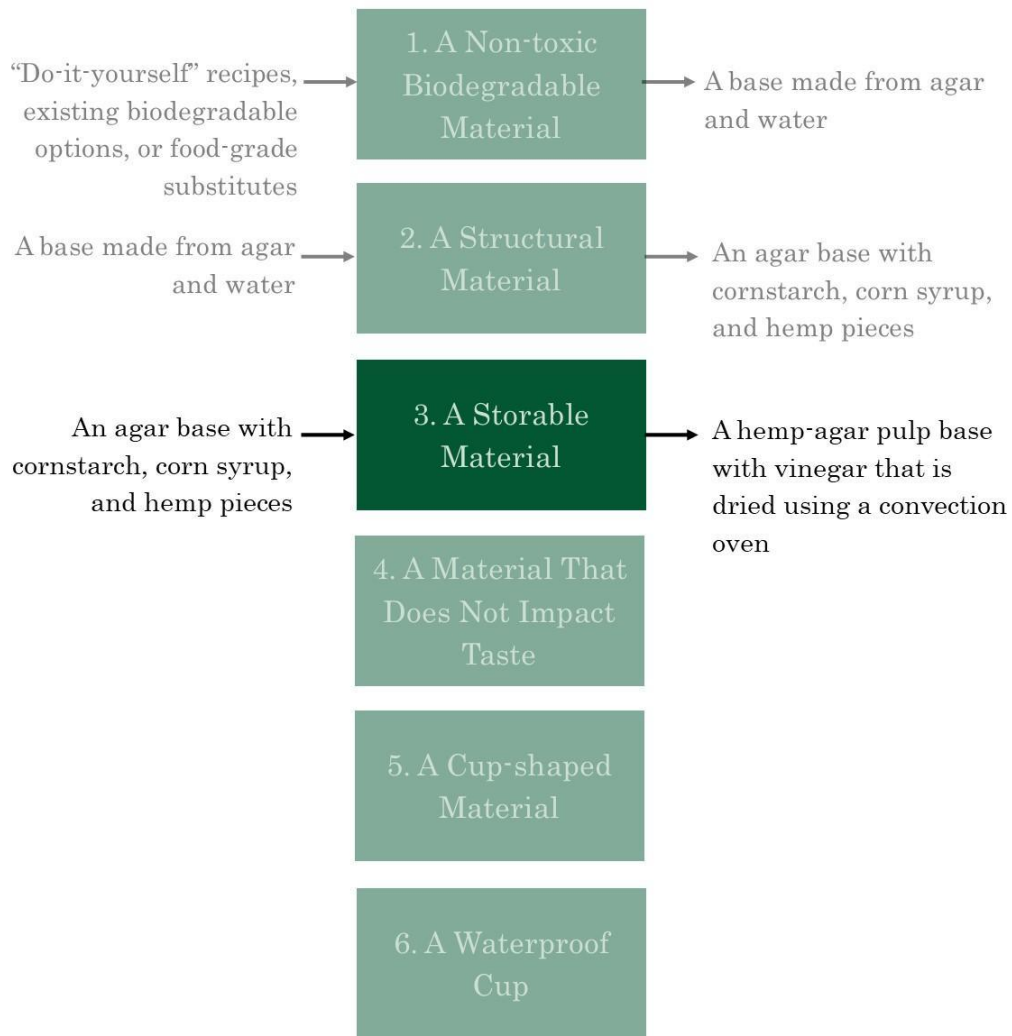 “Do-it-yourself” recipes,
existing biodegradable
options, or food-grade
substitutes
1. A Non-toxic
Biodegradable
Material
A base made from agar
and water
A base made from agar
and water
2. A Structural
Material
An agar base with
cornstarch, corn syrup,
and hemp pieces
An agar base with
cornstarch, corn syrup,
and hemp pieces
3. A Storable
Material
A hemp-agar pulp base
with vinegar that is
dried using a convection
oven
4. A Material That
Does Not Impact
Taste
5. A Cup-shaped
Material
6. A Waterproof
Cup